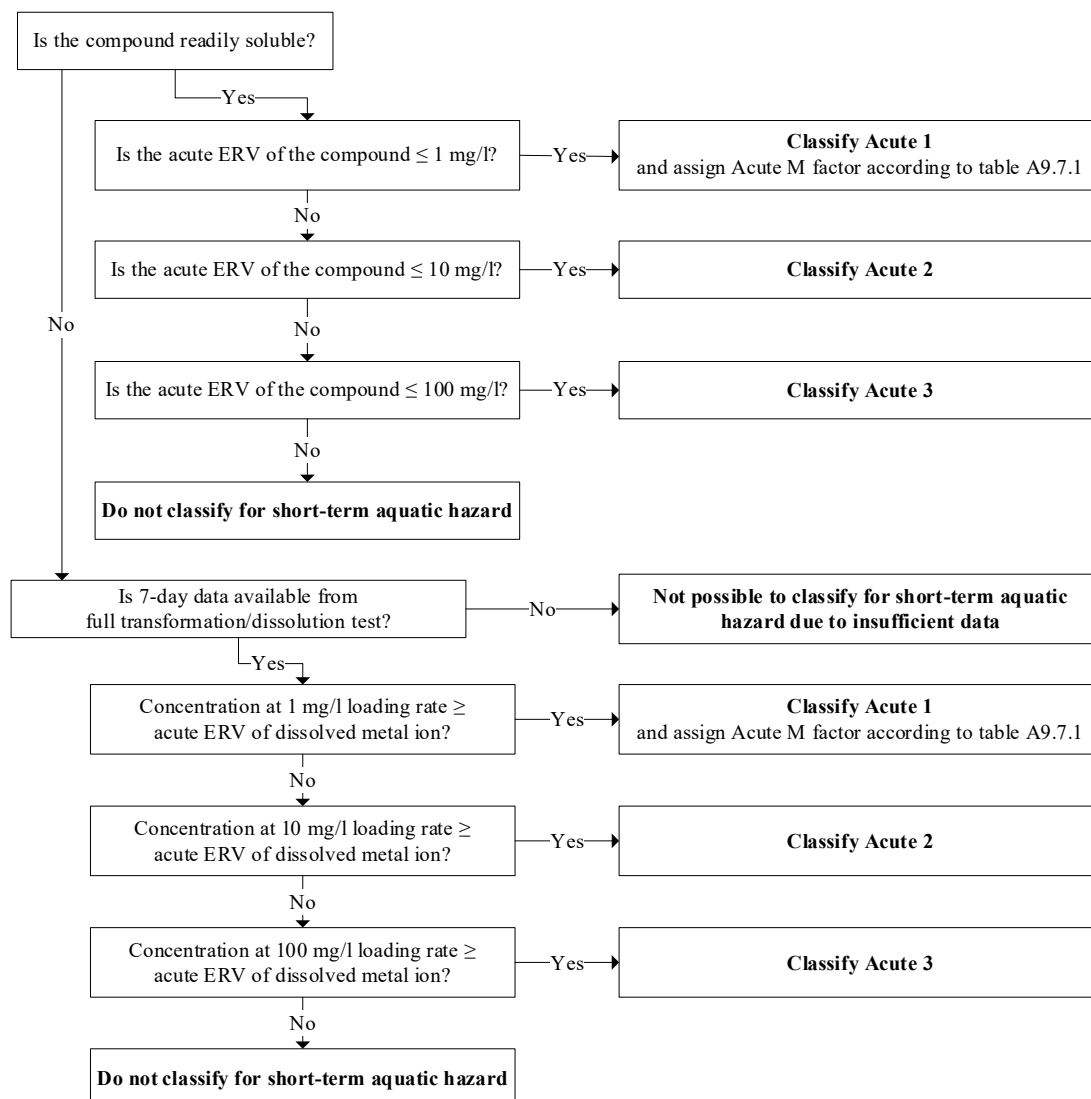 Is the compound readily soluble?
Yes
Is the acute ERV of the compound ≤ 1 mg/l?
Yes
Classify Acute 1
and assign Acute M factor according to table A9.7.1
No
Is the acute ERV of the compound ≤ 10 mg/l?
Yes
Classify Acute 2
No
No
Is the acute ERV of the compound ≤ 100 mg/l?
Yes
Classify Acute 3
No
Do not classify for short-term aquatic hazard
Is 7-day data available from
full transformation/dissolution test?
No
Not possible to classify for short-term aquatic
hazard due to insufficient data
Yes
Concentration at 1 mg/l loading rate ≥
acute ERV of dissolved metal ion?
Yes
Classify Acute 1
and assign Acute M factor according to table A9.7.1
No
Concentration at 10 mg/l loading rate ≥
acute ERV of dissolved metal ion?
Yes
Classify Acute 2
No
Concentration at 100 mg/l loading rate ≥
acute ERV of dissolved metal ion?
Yes
Classify Acute 3
No
Do not classify for short-term aquatic hazard